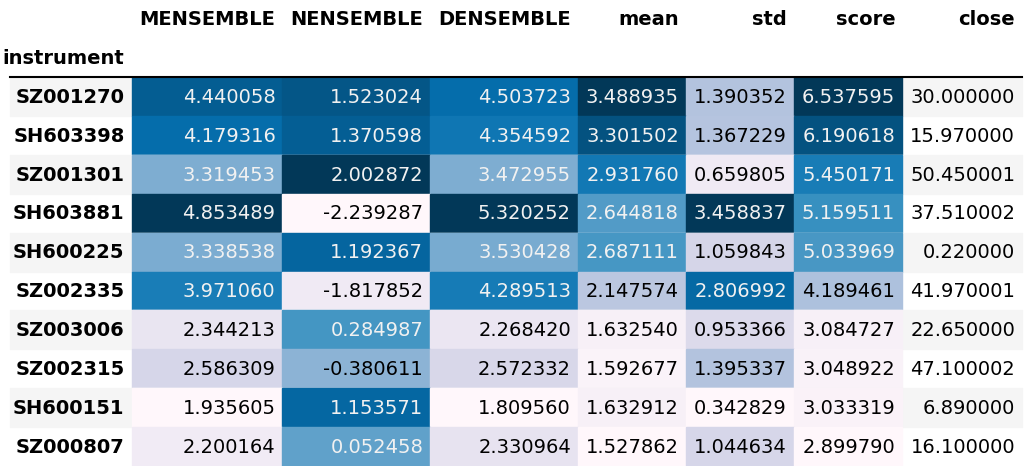 MENSEMBLE NENSEMBLE DENSEMBLE mean std score close
instrument
SZ001270 4.440058 1.523024 4.503723 3.488935 1.390352 6.537595 30.000000
SH603398 4.179316 1.370598 4.354592 3.301502 1.367229 6.190618 15.970000
SZ001301 3.319453 2.002872 3.472955 2.931760 0.659805 5.450171 50.450001
SH603881 4.853489 -2.239287 5.320252 2.644818 3.458837 5.159511 37.510002
SH600225 3.338538 1.192367 3.530428 2.687111 1.059843 5.033969 0.220000
SZ002335 3.971060 -1.817852 4.289513 2.147574 2.806992 4.189461 41.970001
SZ003006 2.344213 0.284987 2.268420 1.632540 0.953366 3.084727 22.650000
SZ002315 2.586309 -0.380611 2.572332 1.592677 1.395337 3.048922 47.100002
SH600151 1.935605 1.153571 1.809560 1.632912 0.342829 3.033319 6.890000
SZ000807 2.200164 0.052458 2.330964 1.527862 1.044634 2.899790 16.100000